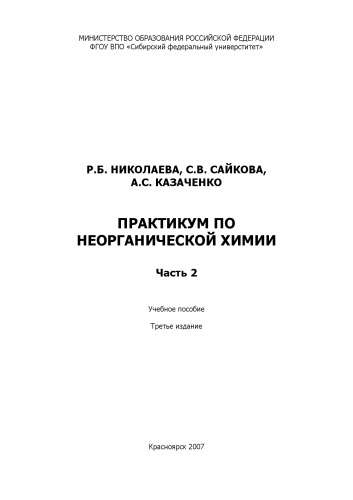 МИНИСТЕРСТВО ОБРАЗОВАНИЯ РОССИЙСКОЙ ФЕДЕРАЦИИ
ФГОУ ВПО «Сибирский федеральный университет»
Р.Б. НИКОЛАЕВА, С.В. САЙКОВА,
А.С. КАЗАЧЕНКО
ПРАКТИКУМ ПО
НЕОРГАНИЧЕСКОЙ ХИМИИ
Часть 2
Учебное пособие
Третье издание
Красноярск 2007